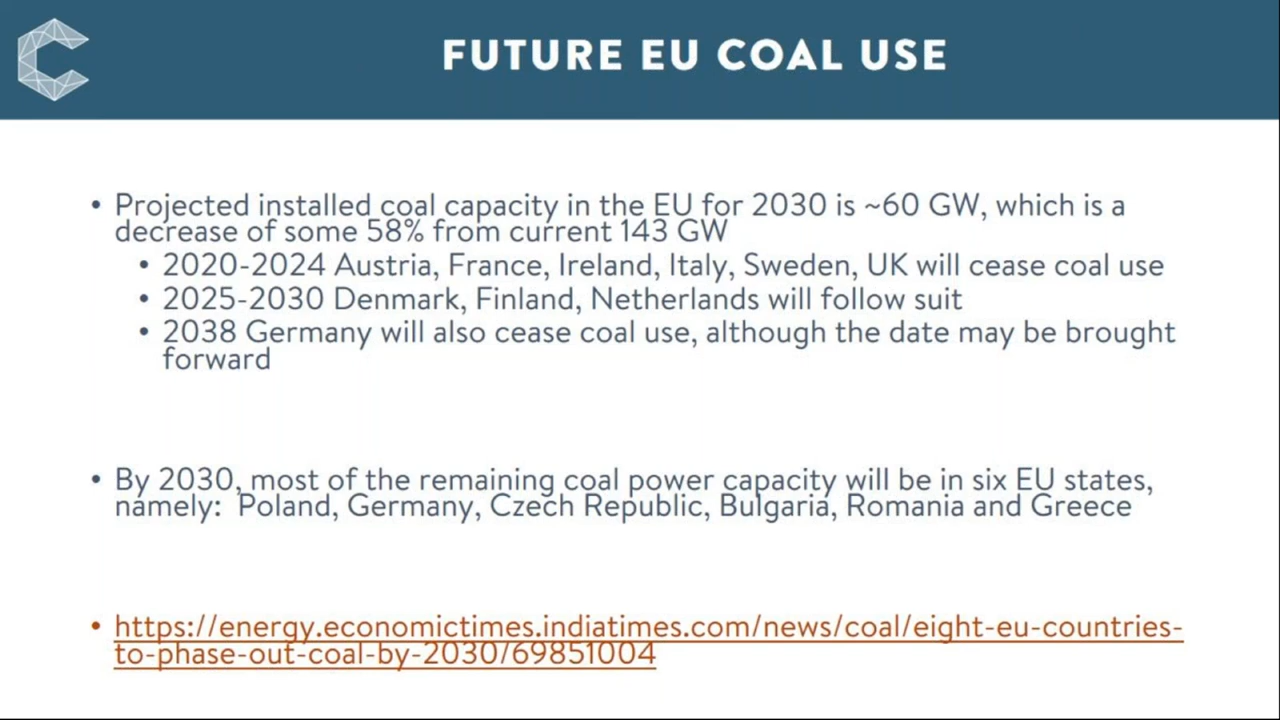 FUTURE EU COAL USE
• Projected installed coal capacity in the EU for 2030 is ~60 GW, which is a
decrease of some 58% from current 143 GW
• 2020-2024 Austria, France, Ireland, Italy, Sweden, UK will cease coal use
• 2025-2030 Denmark, Finland, Netherlands will follow suit
• 2038 Germany will also cease coal use, although the date may be brought
forward
• By 2030, most of the remaining coal power capacity will be in six EU states,
namely:  Poland, Germany, Czech Republic, Bulgaria, Romania and Greece
• https://energy.economictimes.indiatimes.com/news/coal/eight-eu-countries-
to-phase-out-coal-by-2030/69851004